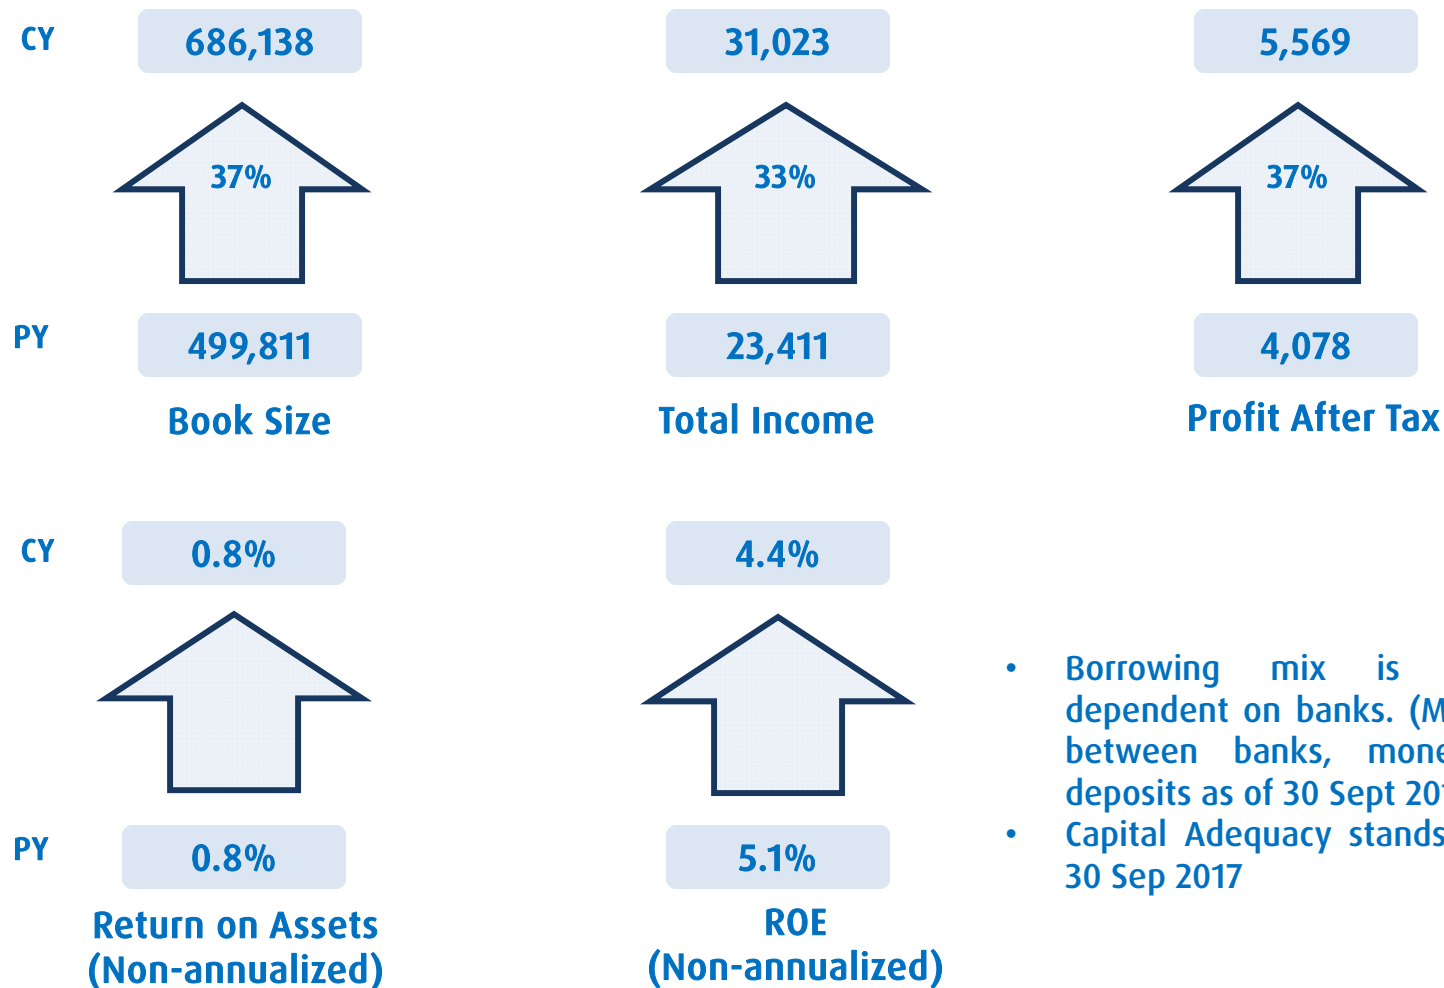 CY 686,138 31,023 5,569
37% 33% 37%
PY 499,811 23,411 4,078
Book Size Total Income Profit After Tax
CY 0.8% 4.4%
PY 0.8% 5.1%
Return on Assets
(Non-annualized)
ROE
(Non-annualized)
• Borrowing mix is
dependent on banks.
between banks,
deposits as of 30 Sept
• Capital Adequacy stands
30 Sep 2017